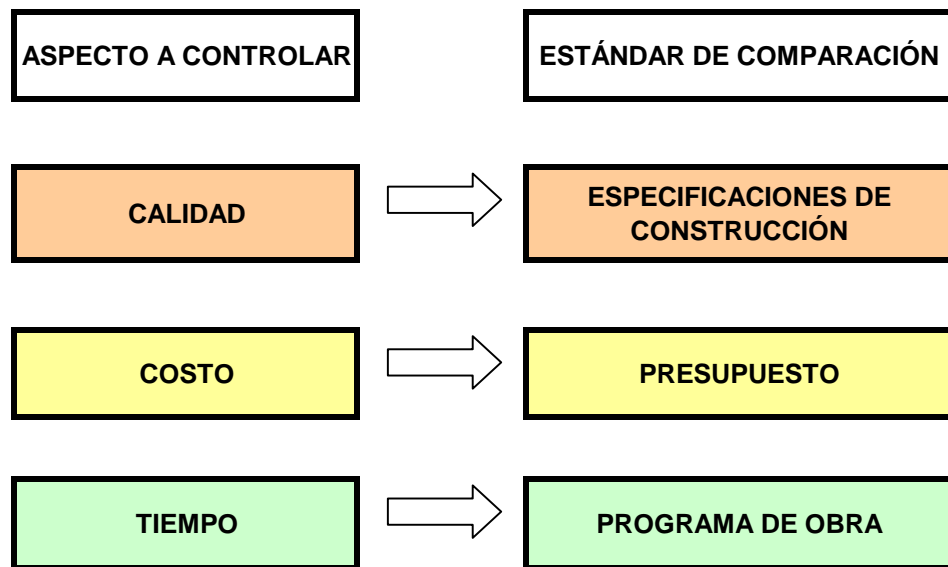 ASPECTO A CONTROLAR
ESTÁNDAR DE COMPARACIÓN
CALIDAD
ESPECIFICACIONES DE
CONSTRUCCIÓN
COSTO
PRESUPUESTO
TIEMPO
PROGRAMA DE OBRA